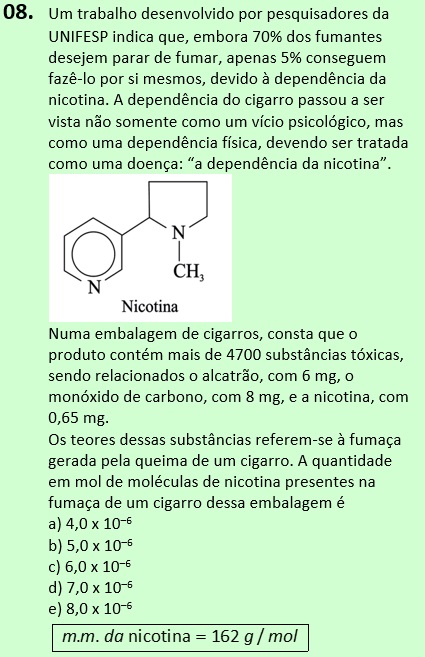 08. Um trabalho desenvolvido por pesquisadores da
UNIFESP indica que, embora 70% dos fumantes
desejem parar de fumar, apenas 5% conseguem
fazê-lo por si mesmos, devido à dependência da
nicotina. A dependência do cigarro passou a ser
vista não somente como um vício psicológico, mas
como uma dependência física, devendo ser tratada
como uma doença: “a dependência da nicotina”.
N
CH₃
N
Nicotina
Numa embalagem de cigarros, consta que o
produto contém mais de 4700 substâncias tóxicas,
sendo relacionados o alcatrão, com 6 mg, o
monóxido de carbono, com 8 mg, e a nicotina, com
0,65 mg.
Os teores dessas substâncias referem-se à fumaça
gerada pela queima de um cigarro. A quantidade
em mol de moléculas de nicotina presentes na
fumaça de um cigarro dessa embalagem é
a) 4,0 x 10⁻⁶
b) 5,0 x 10⁻⁶
c) 6,0 x 10⁻⁶
d) 7,0 x 10⁻⁶
e) 8,0 x 10⁻⁶
m.m. da nicotina = 162 g / mol